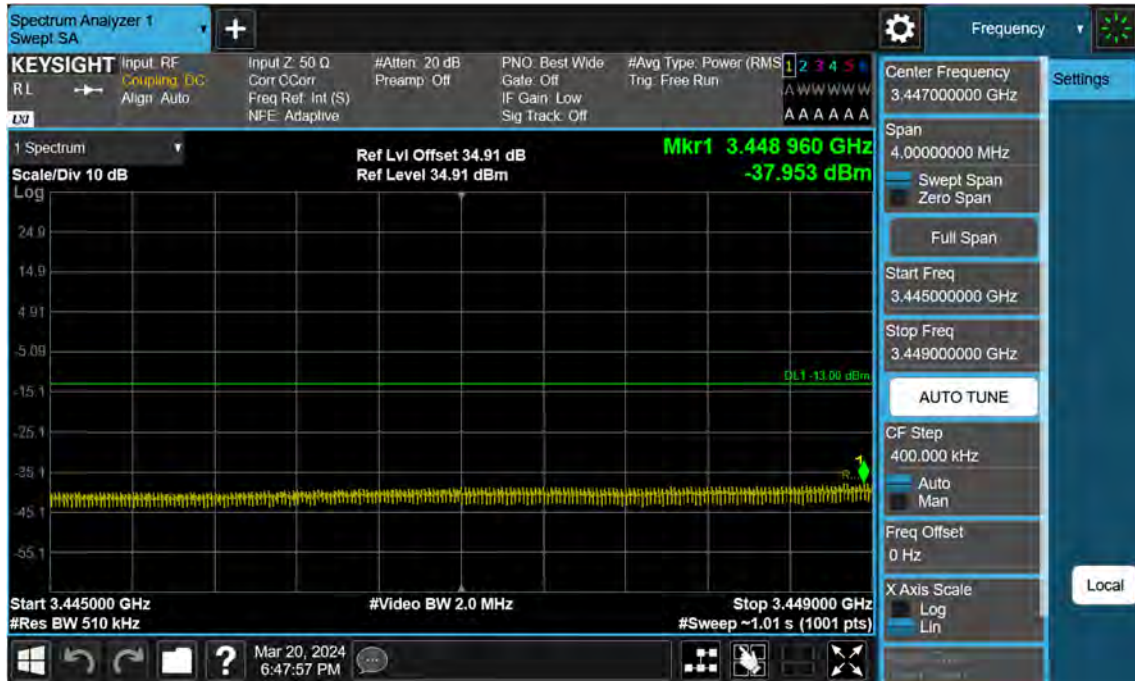 Spectrum Analyzer 1
Swept SA
Frequency
KEYSIGHT
Input: RF
Coupling: DC
Align: Auto
RL
LXI
Input Z: 50 Ω
Corr CCorr
Freq Ref: Int (S)
NFE: Adaptive
#Atten: 20 dB
Preamp: Off
PNO: Best Wide
Gate: Off
IF Gain: Low
Sig Track: Off
#Avg Type: Power (RMS
Trig: Free Run
1 2 3 4 5 6
A W W W W W
A A A A A A
1 Spectrum
Scale/Div 10 dB
Ref Lvl Offset 34.91 dB
Ref Level 34.91 dBm
Mkr1 3.448 960 GHz
-37.953 dBm
Log
24.9
14.9
4.91
-5.09
-15.1
-25.1
-35.1
-45.1
-55.1
DL1 -13.00 dBm
1
R...
Start 3.445000 GHz
#Res BW 510 kHz
#Video BW 2.0 MHz
Stop 3.449000 GHz
#Sweep ~1.01 s (1001 pts)
Mar 20, 2024
6:47:57 PM
Center Frequency
3.447000000 GHz
Settings
Span
4.00000000 MHz
Swept Span
Zero Span
Full Span
Start Freq
3.445000000 GHz
Stop Freq
3.449000000 GHz
AUTO TUNE
CF Step
400.000 kHz
Auto
Man
Freq Offset
0 Hz
X Axis Scale
Log
Lin
Local